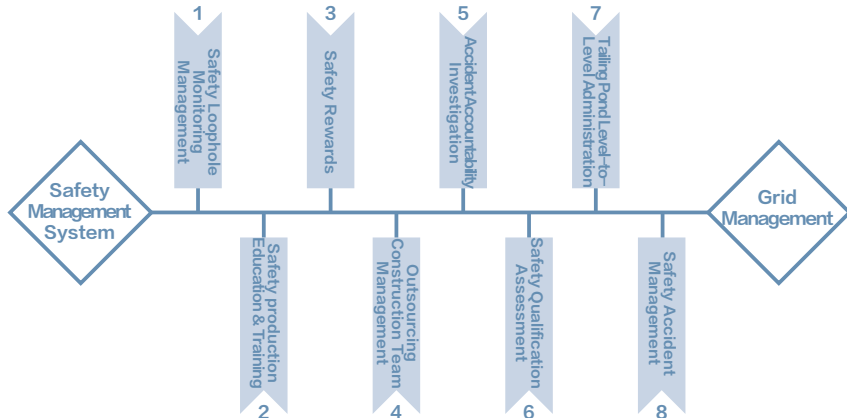 Safety
Management
System
1
Safety Loophole
Monitoring
Management
Safety production
Education & Training
2
3
Safety Rewards
Outsourcing
Construction Team
Management
4
5
Accident Accountability
Investigation
Safety Qualification
Assessment
6
7
Tailing Pond Level-to-
Level Administration
Safety Accident
Management
8
Grid
Management